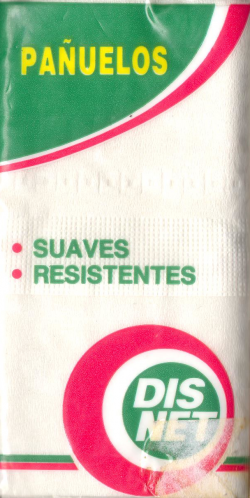 PAÑUELOS
• SUAVES
• RESISTENTES
DIS
NET